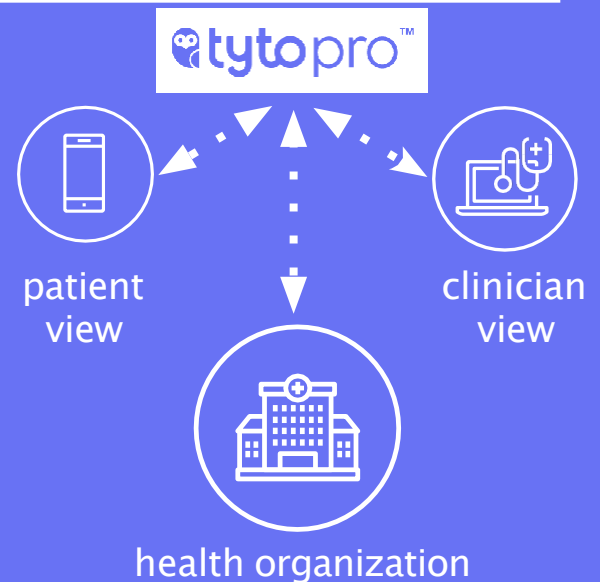 tytopro™
patient
view
clinician
view
health organization